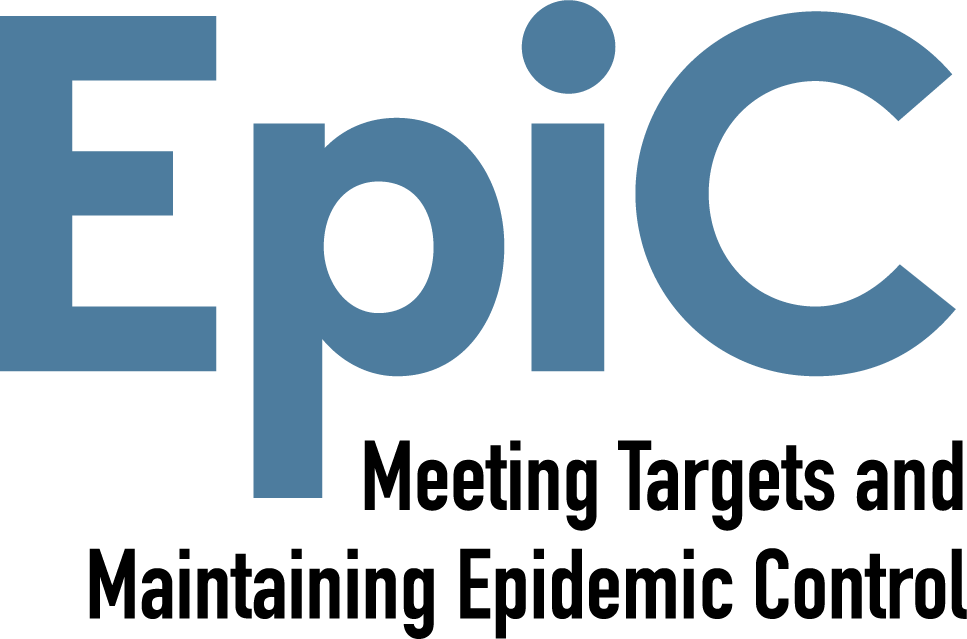 EpiC
Meeting Targets and
Maintaining Epidemic Control